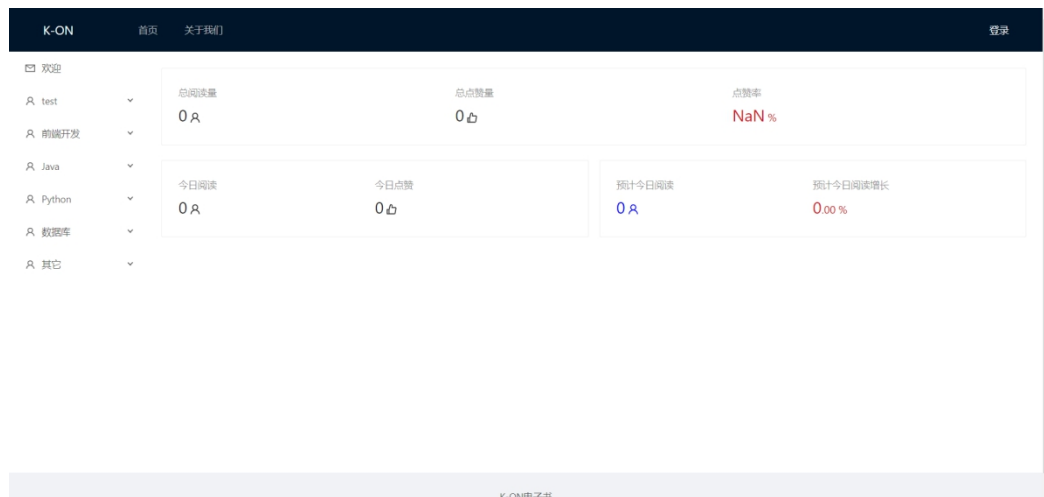 K-ON 首页 关于我们 登录
欢迎
test
前端开发
Java
Python
数据库
其它
总阅读量 总点赞量 点赞率
0 0 NaN %
今日阅读 今日点赞 预计今日阅读 预计今日阅读增长
0 0 0 0.00 %
K-ON电子书